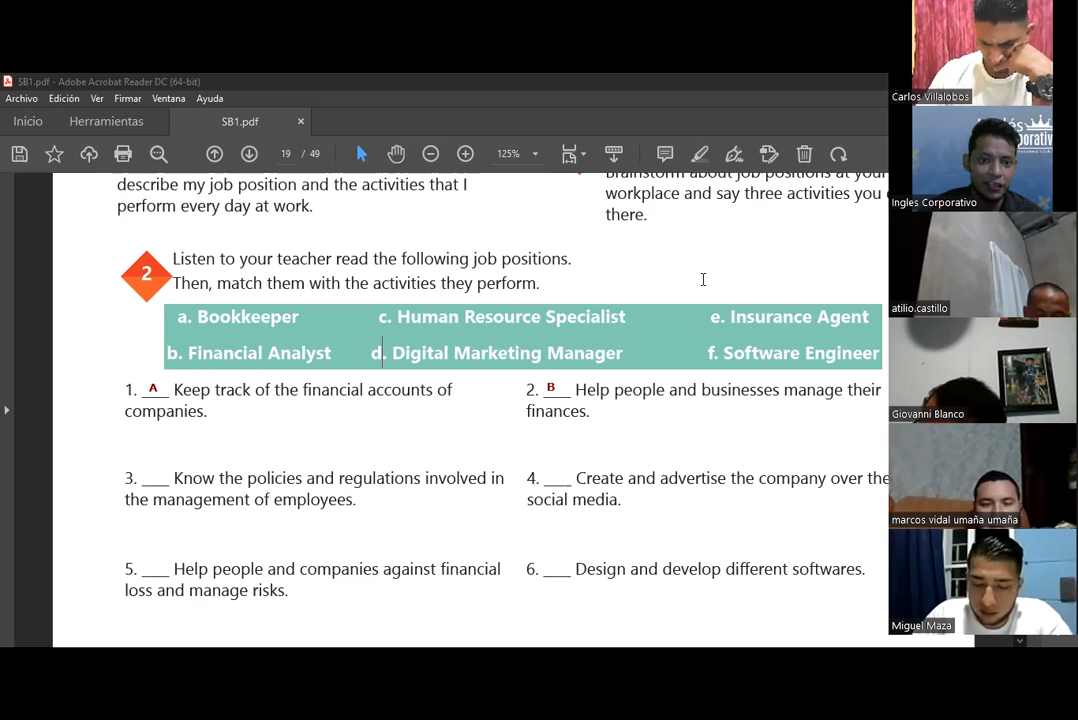 SB1.pdf - Adobe Acrobat Reader DC (64-bit)
Archivo Edición Ver Firmar Ventana Ayuda
Inicio Herramientas SB1.pdf ×
19 / 49 125%
describe my job position and the activities that I
perform every day at work.
Brainstorm about job positions at your
workplace and say three activities you
there.
2
Listen to your teacher read the following job positions.
Then, match them with the activities they perform.
a. Bookkeeper c. Human Resource Specialist e. Insurance Agent
b. Financial Analyst d. Digital Marketing Manager f. Software Engineer
1. A Keep track of the financial accounts of
companies.
2. B Help people and businesses manage their
finances.
3. ___ Know the policies and regulations involved in
the management of employees.
4. ___ Create and advertise the company over the
social media.
5. ___ Help people and companies against financial
loss and manage risks.
6. ___ Design and develop different softwares.
Carlos Villalobos
Ingles Corporativo
atilio.castillo
Giovanni Blanco
marcos vidal umaña umaña
Miguel Maza